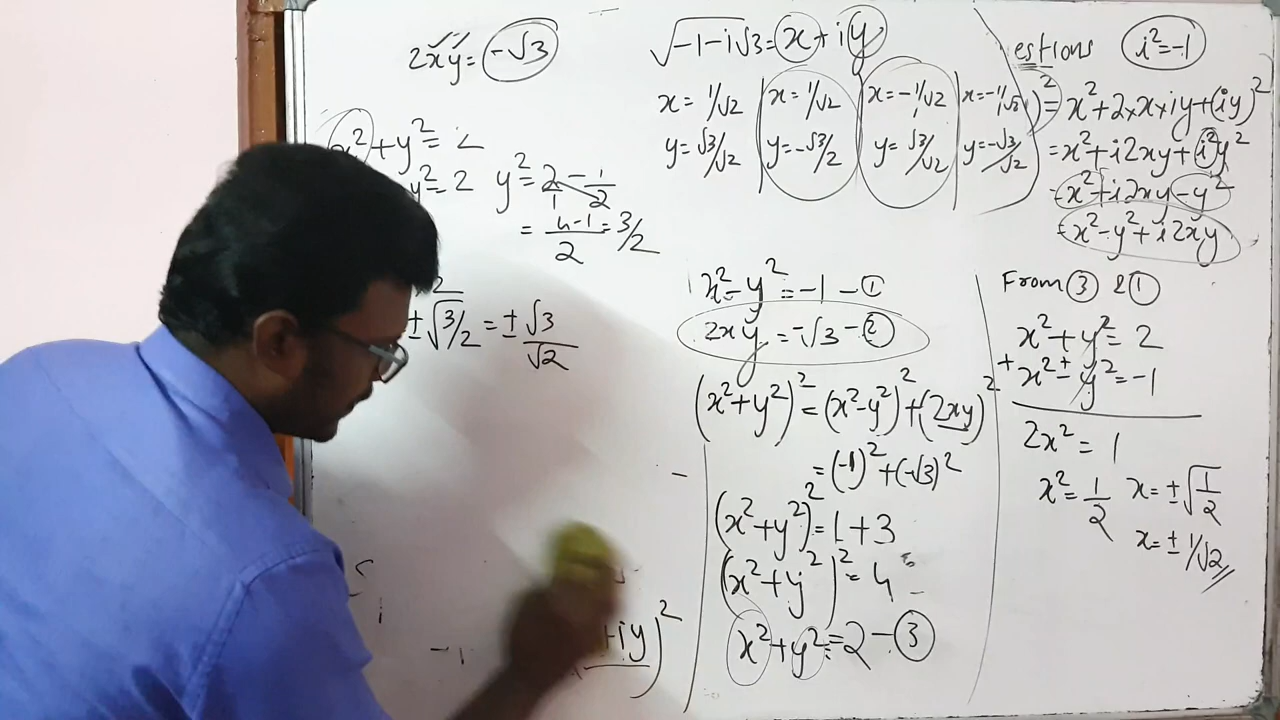 2xy = -√3
x² + y² = 2
y² = 2
y² = 2 - 1/2
1
= 4-1/2 = 3/2
2
±√3/2 = ± √3/√2
+iy)²
√-1-i√3 = x + iy
x = 1/√2
y = √3/√2
x = 1/√2
y = -√3/2
x = -1/√2
y = √3/√2
x = -1/√2
y = -√3/√2
x² - y² = -1 - ①
2xy = -√3 - ②
(x²+y²)² = (x²-y²)² + (2xy)²
= (-1)² + (-√3)²
(x²+y²)² = 1+3
(x²+y²)² = 4
x²+y² = 2 - ③
estions i² = -1
)² = x² + 2×x×iy + (iy)²
= x² + i2xy + i²y²
= x² + i2xy - y²
= x² - y² + i2xy
From ③ & ①
x² + y² = 2
+ x² ± y² = -1
2x² = 1
x² = 1/2 x = ±√1/2
x = ± 1/√2